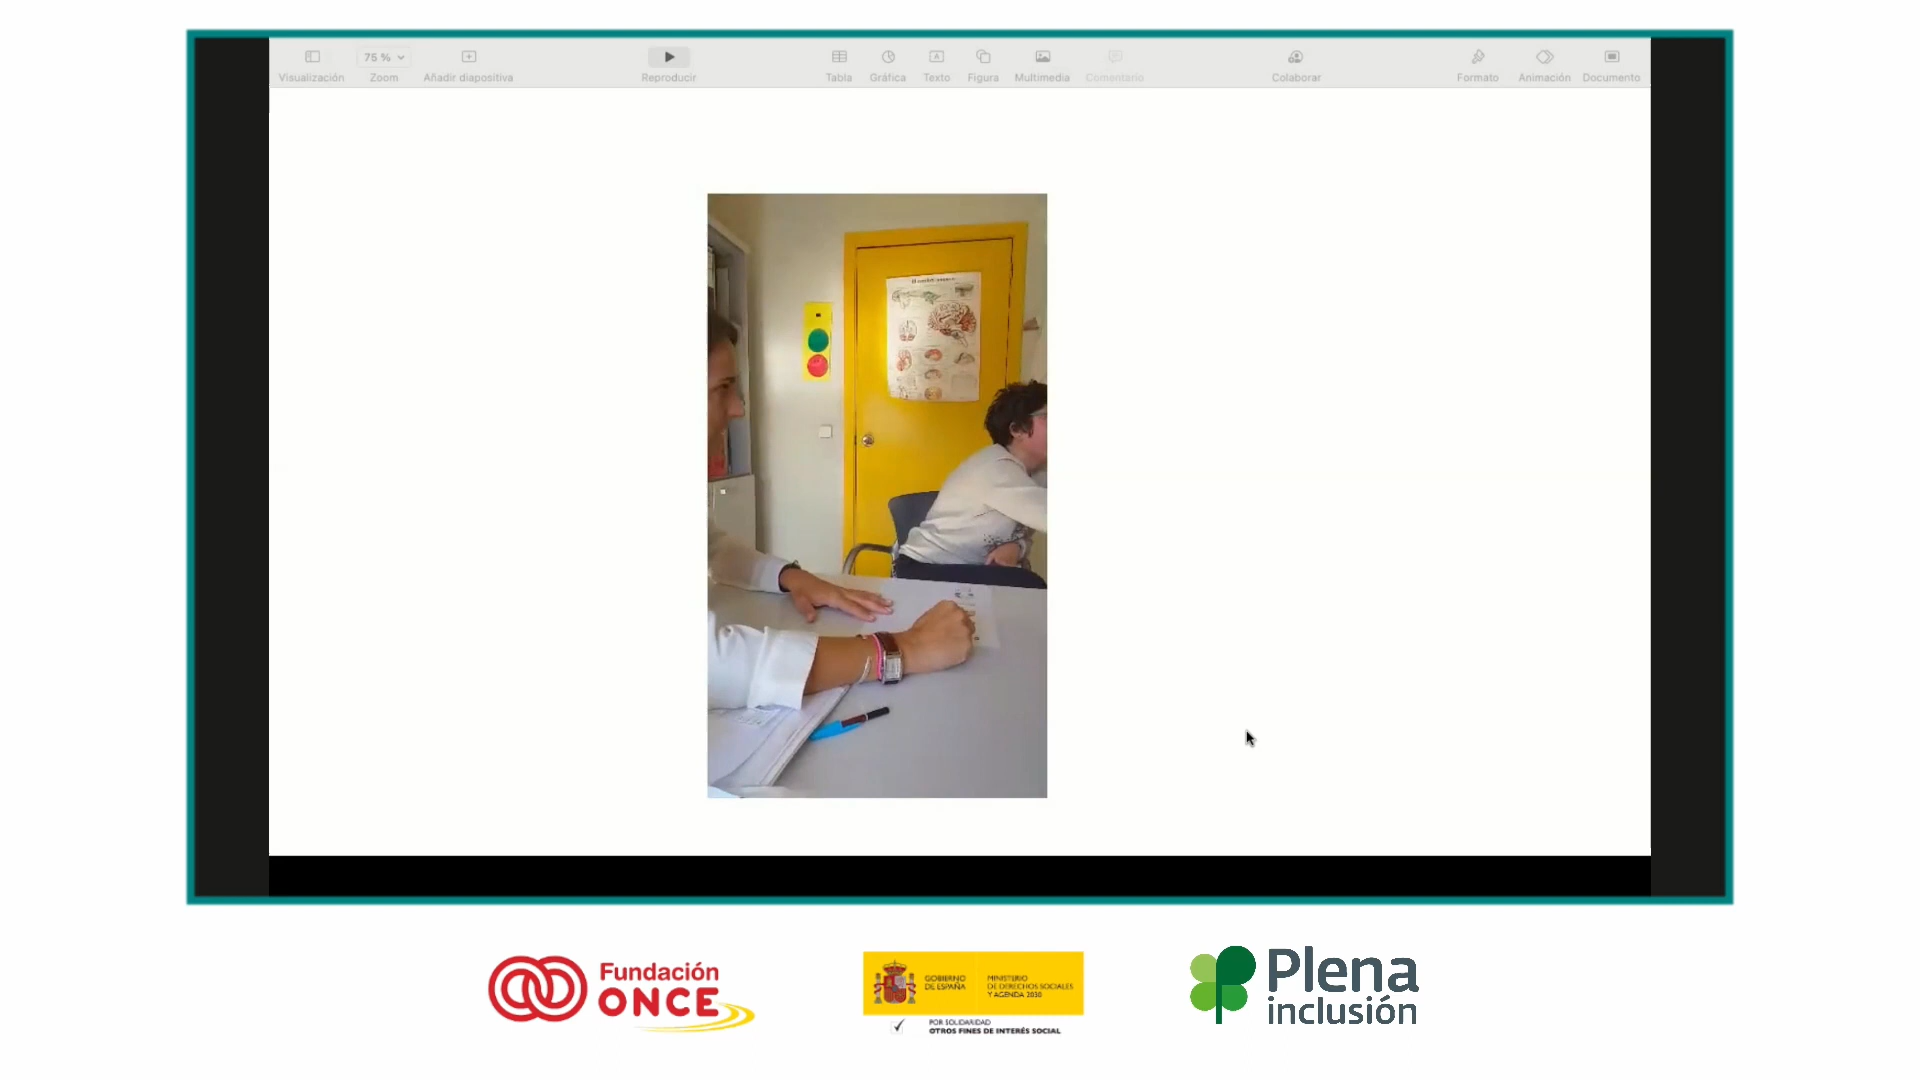 Visualización
75 %
Zoom
Añadir diapositiva
Reproducir
Tabla
Gráfica
Texto
Figura
Multimedia
Comentario
Colaborar
Formato
Animación
Documento
Fundación
ONCE
GOBIERNO
DE ESPAÑA
MINISTERIO
DE DERECHOS SOCIALES
Y AGENDA 2030
POR SOLIDARIDAD
OTROS FINES DE INTERÉS SOCIAL
Plena
inclusión